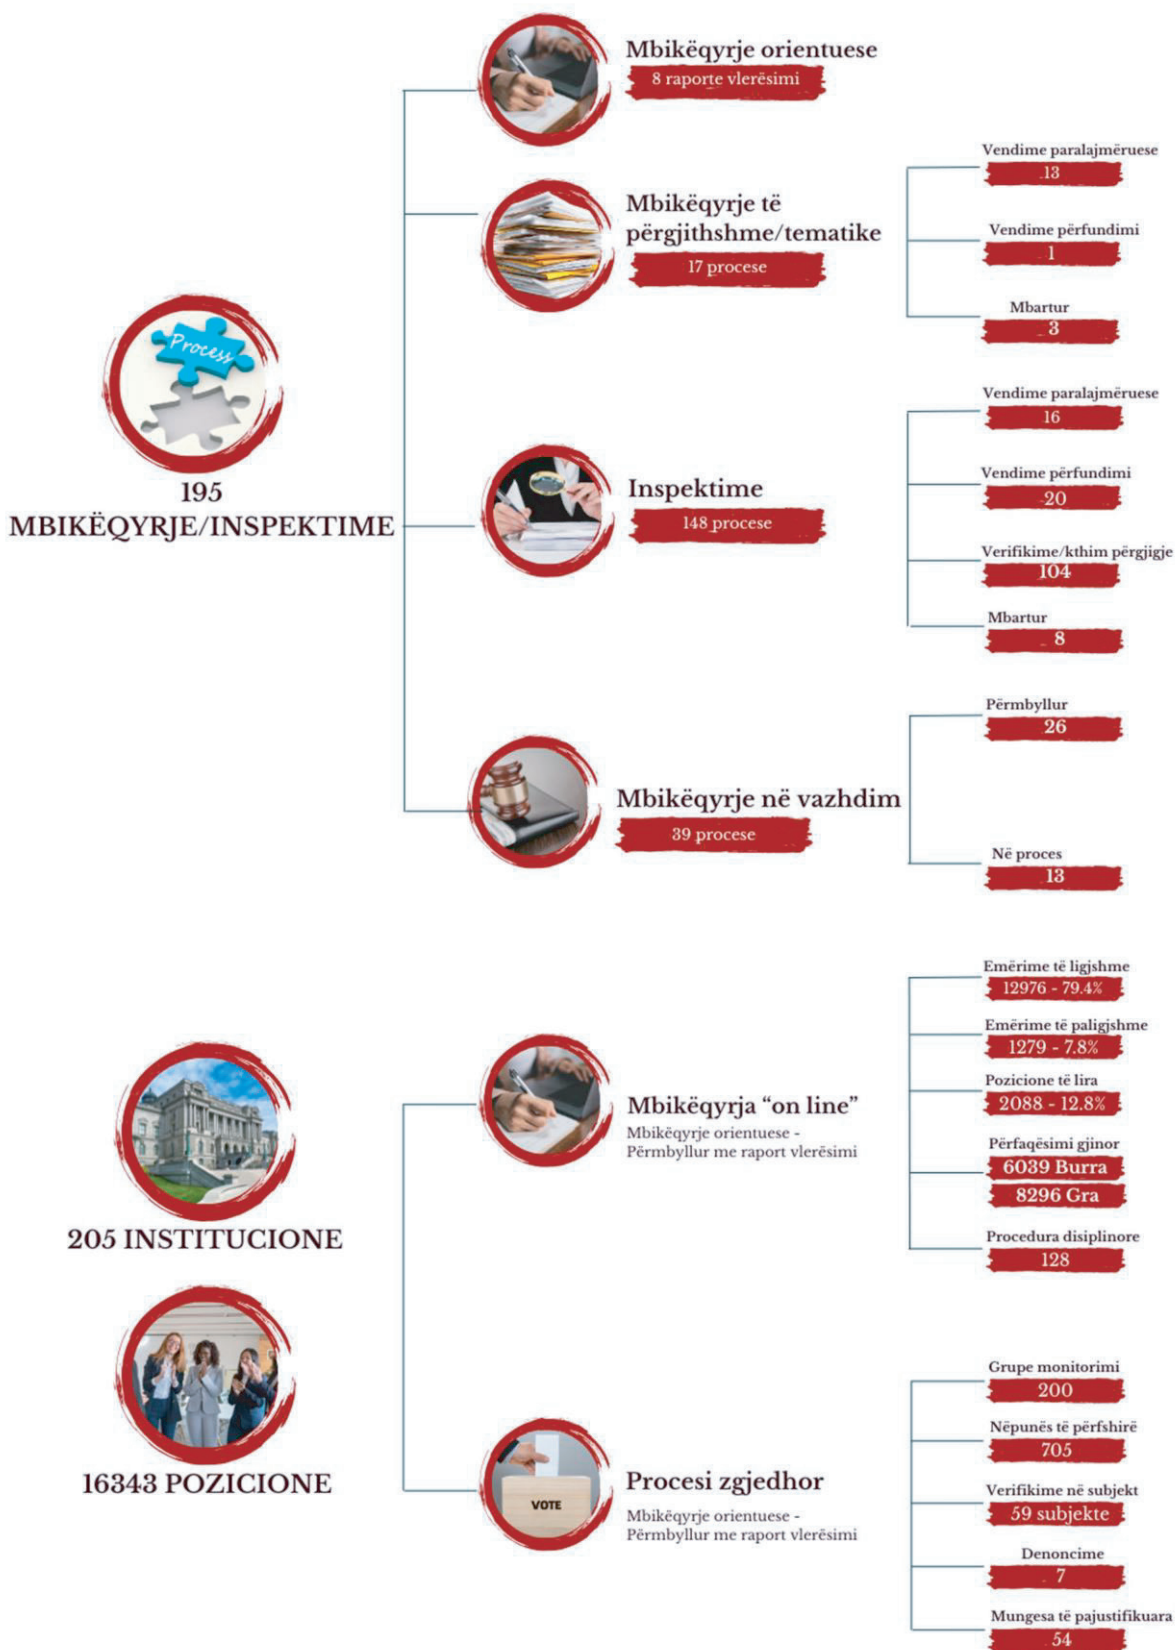 Mbikëqyrje orientuese
8 raporte vlerësimi
Mbikëqyrje të
përgjithshme/tematike
17 procese
Vendime paralajmëruese
13
Vendime përfundimi
1
Mbartur
3
Process
195
MBIKËQYRJE/INSPEKTIME
Inspektime
148 procese
Vendime paralajmëruese
16
Vendime përfundimi
20
Verifikime/kthim përgjigje
104
Mbartur
8
Mbikëqyrje në vazhdim
39 procese
Përmbyllur
26
Në proces
13
205 INSTITUCIONE
16343 POZICIONE
Mbikëqyrja “on line”
Mbikëqyrje orientuese -
Përmbyllur me raport vlerësimi
Emërime të ligjshme
12976 - 79.4%
Emërime të paligjshme
1279 - 7.8%
Pozicione të lira
2088 - 12.8%
Përfaqësimi gjinor
6039 Burra
8296 Gra
Procedura disiplinore
128
VOTE
Procesi zgjedhor
Mbikëqyrje orientuese -
Përmbyllur me raport vlerësimi
Grupe monitorimi
200
Nëpunës të përfshirë
705
Verifikime në subjekt
59 subjekte
Denoncime
7
Mungesa të pajustifikuara
54